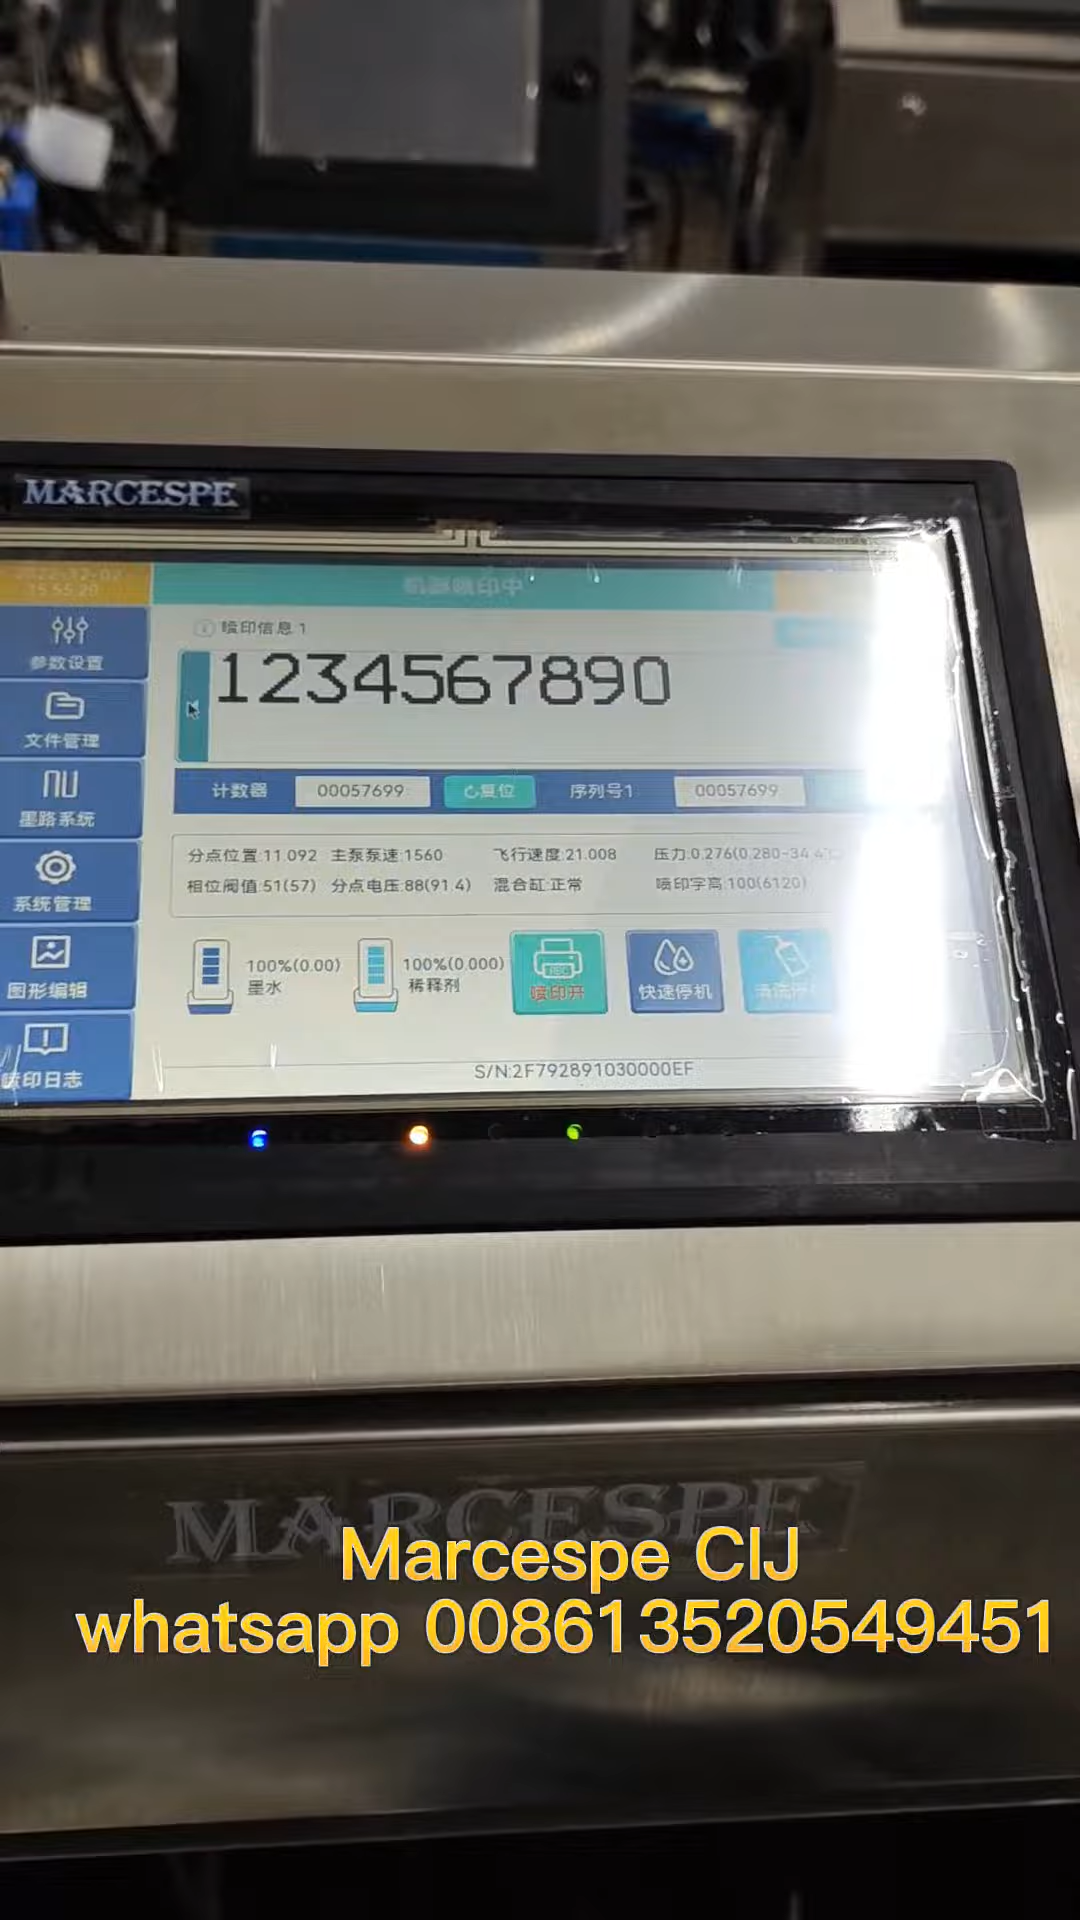 MARCESPE
机器喷印中
参数设置
喷印信息 1
文件管理
1234567890
墨路系统
计数器 00057699 复位 序列号1 00057699
系统管理
分点位置:11.092 主泵泵速:1560 飞行速度:21.008 压力:0.276(0.280-34.4
相位阀值:51(57) 分点电压:88(91.4) 混合缸:正常 喷印字高:100(6120)
图形编辑
100%(0.00) 墨水
100%(0.000) 稀释剂
喷印开
快速停机
喷印日志
S/N:2F792891030000EF
MARCESPE
Marcespe CIJ
whatsapp 008613520549451